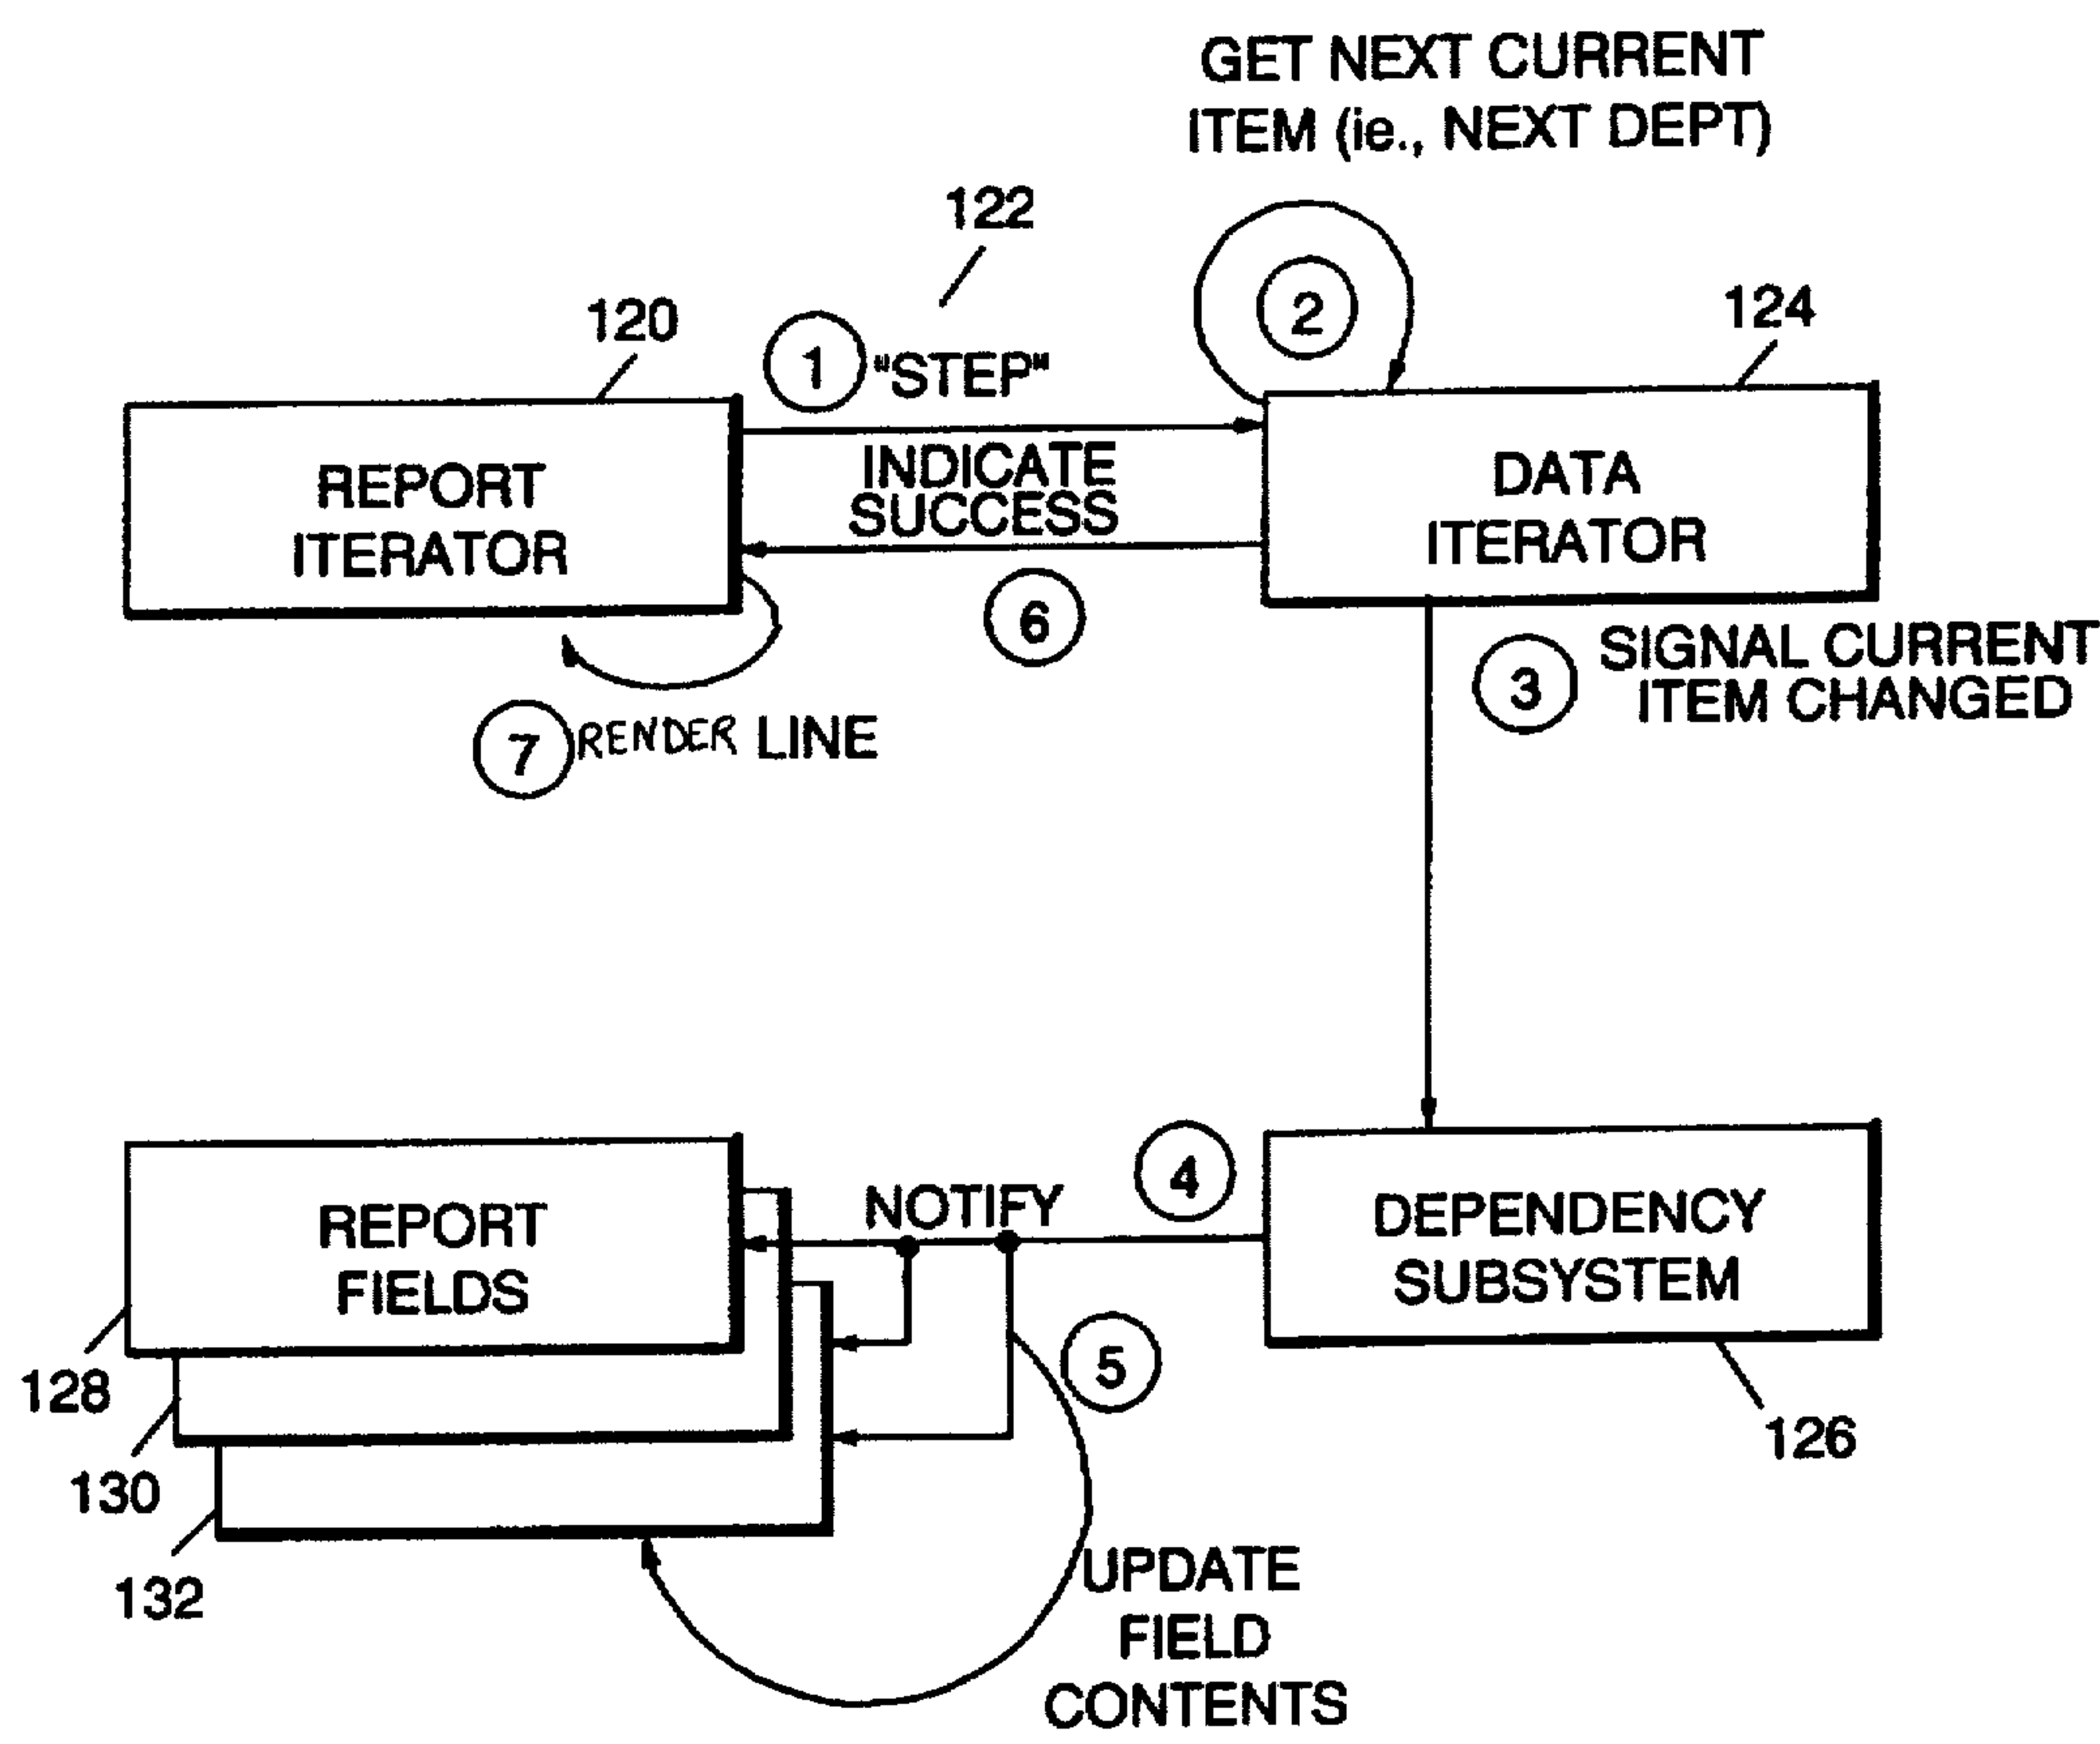 GET NEXT CURRENT
ITEM (ie., NEXT DEPT)
122
2
120
124
1 "STEP"
REPORT
ITERATOR
INDICATE
SUCCESS
DATA
ITERATOR
6
3 SIGNAL CURRENT
ITEM CHANGED
7 RENDER LINE
4
NOTIFY
REPORT
FIELDS
DEPENDENCY
SUBSYSTEM
5
128
126
130
132
UPDATE
FIELD
CONTENTS